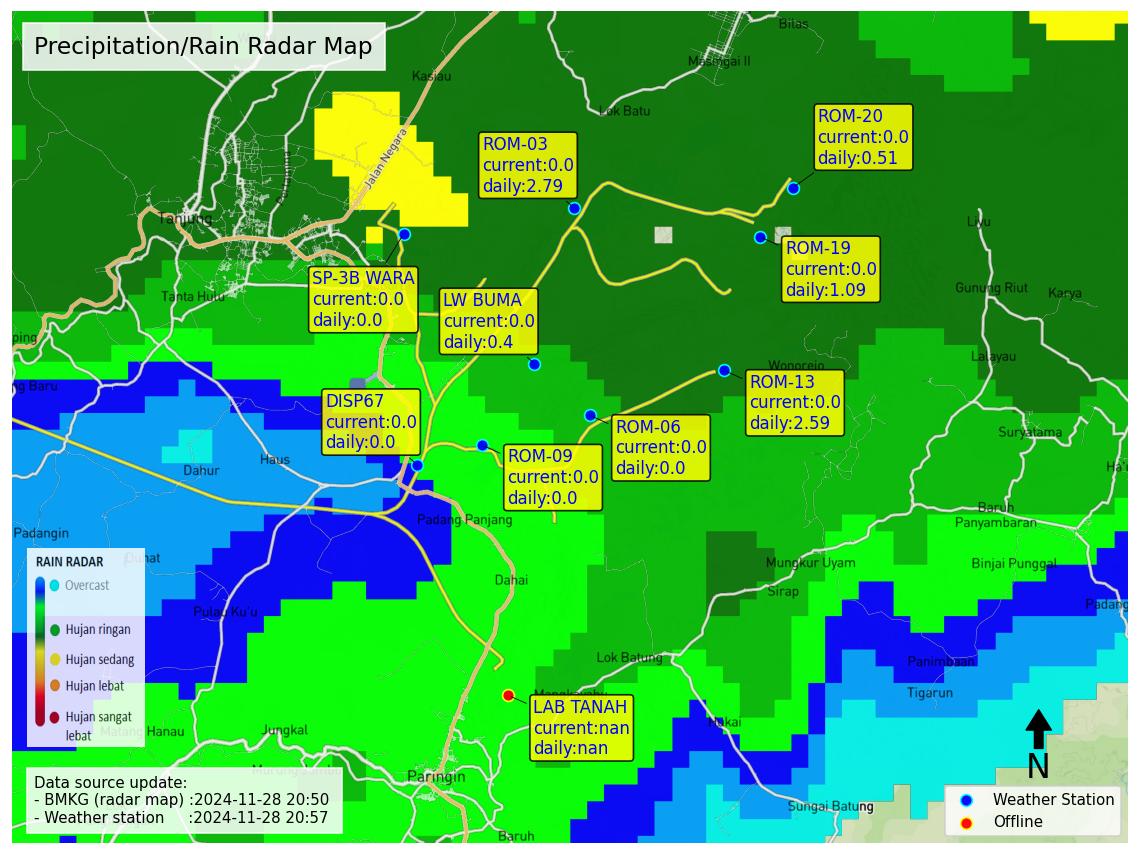 Precipitation/Rain Radar Map
Bitas
Masingai II
Kasiau
Lok Batu
ROM-20
current:0.0
daily:0.51
ROM-03
current:0.0
daily:2.79
Jalan Negara
Tanjung
Liyu
ROM-19
current:0.0
daily:1.09
SP-3B WARA
current:0.0
daily:0.0
LW BUMA
current:0.0
daily:0.4
Tanta Hulu
Gunung Riut
Karya
ping
Lalayau
Wonorejo
ng Baru
ROM-13
current:0.0
daily:2.59
DISP67
current:0.0
daily:0.0
ROM-06
current:0.0
daily:0.0
Suryatama
ROM-09
current:0.0
daily:0.0
Haus
Dahur
Baruh
Panyambaran
Padang Panjang
Padangin
Mungkur Uyam
Binjai Punggal
Dahai
Sirap
Pulau Ku'u
Padang
RAIN RADAR
Overcast
Hujan ringan
Hujan sedang
Hujan lebat
Hujan sangat
lebat
Lok Batung
Panimbaan
Tigarun
LAB TANAH
current:nan
daily:nan
Hukai
Matang Hanau
Jungkal
Paringin
N
Data source update:
- BMKG (radar map) :2024-11-28 20:50
- Weather station :2024-11-28 20:57
Sungai Batung
Baruh
Weather Station
Offline